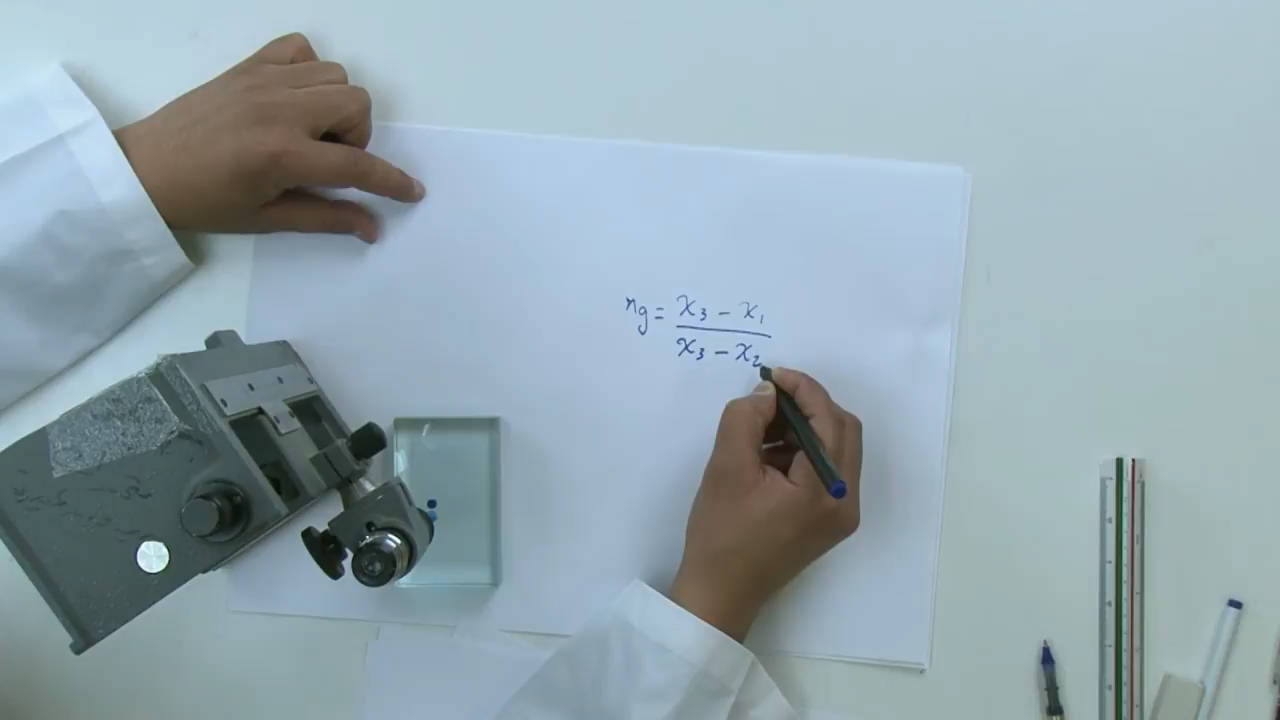 ng = x3 - x1
x3 - x2